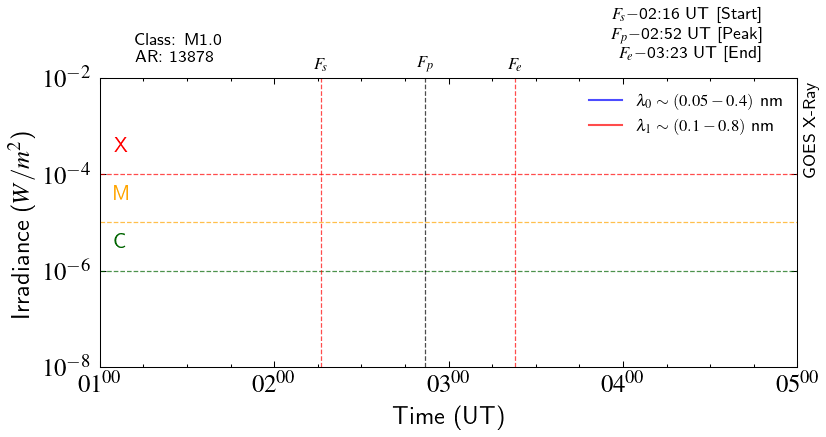 Class: M1.0
AR: 13878
F_s−02:16 UT [Start]
F_p−02:52 UT [Peak]
F_e−03:23 UT [End]
F_s
F_p
F_e
λ_0 ∼ (0.05 − 0.4) nm
λ_1 ∼ (0.1 − 0.8) nm
GOES X-Ray
Irradiance (W/m^2)
10^−2
10^−4
10^−6
10^−8
X
M
C
01^00
02^00
03^00
04^00
05^00
Time (UT)